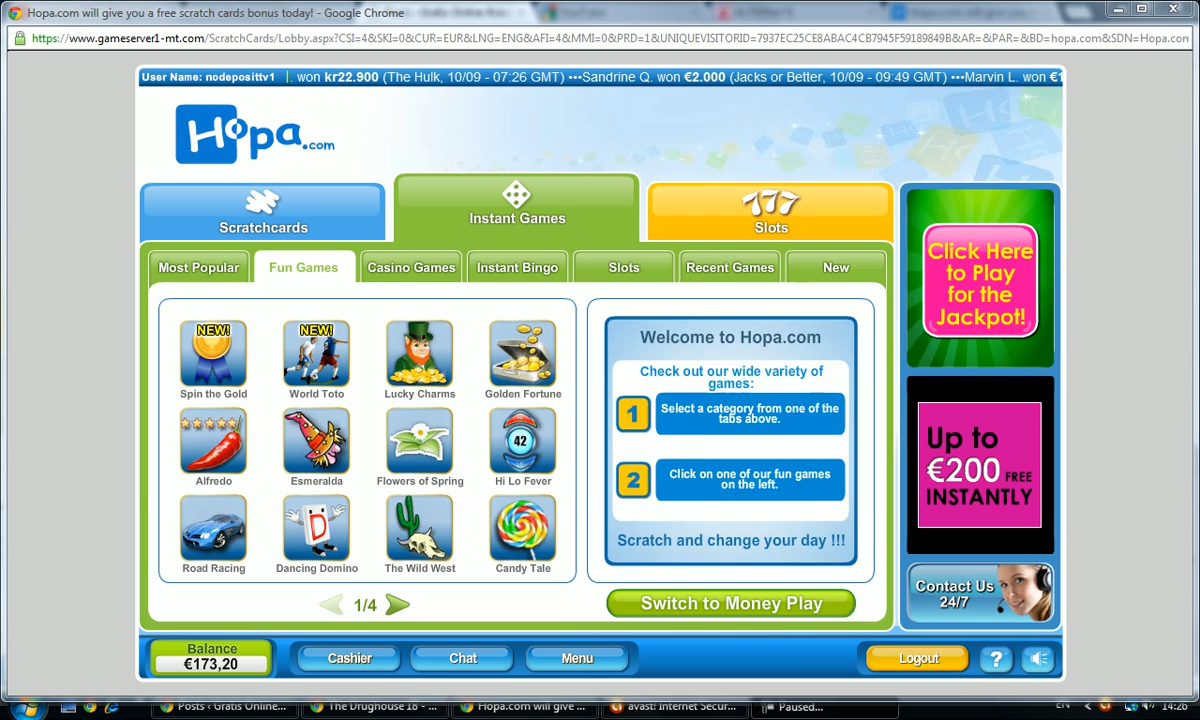 Hopa.com will give you a free scratch cards bonus today! - Google Chrome
https://www.gameserver1-mt.com/ScratchCards/Lobby.aspx?CSI=4&SKI=0&CUR=EUR&LNG=ENG&AFI=4&MMI=0&PRD=1&UNIQUEVISITORID=7937EC25CE8ABAC4CB7945F59189849B&AR=&PAR=&BD=hopa.com&SDN=Hopa.com
User Name: nodeposittv1 l. won kr22.900 (The Hulk, 10/09 - 07:26 GMT) •••Sandrine Q. won €2.000 (Jacks or Better, 10/09 - 09:49 GMT) •••Marvin L. won €1
Hopa.com
Scratchcards
Instant Games
777
Slots
Most Popular
Fun Games
Casino Games
Instant Bingo
Slots
Recent Games
New
NEW!
NEW!
Spin the Gold
World Toto
Lucky Charms
Golden Fortune
42
Alfredo
Esmeralda
Flowers of Spring
Hi Lo Fever
D
Road Racing
Dancing Domino
The Wild West
Candy Tale
1/4
Welcome to Hopa.com
Check out our wide variety of
games:
1
Select a category from one of the
tabs above.
2
Click on one of our fun games
on the left.
Scratch and change your day !!!
Switch to Money Play
Click Here
to Play
for the
Jackpot!
Up to
€200 FREE
INSTANTLY
Contact Us
24/7
Balance
€173,20
Cashier
Chat
Menu
Logout
?
Posts ‹ Gratis Online...
The Drughouse 18 - ...
Hopa.com will give ...
avast! Internet Secur...
Paused...
EN
14:26